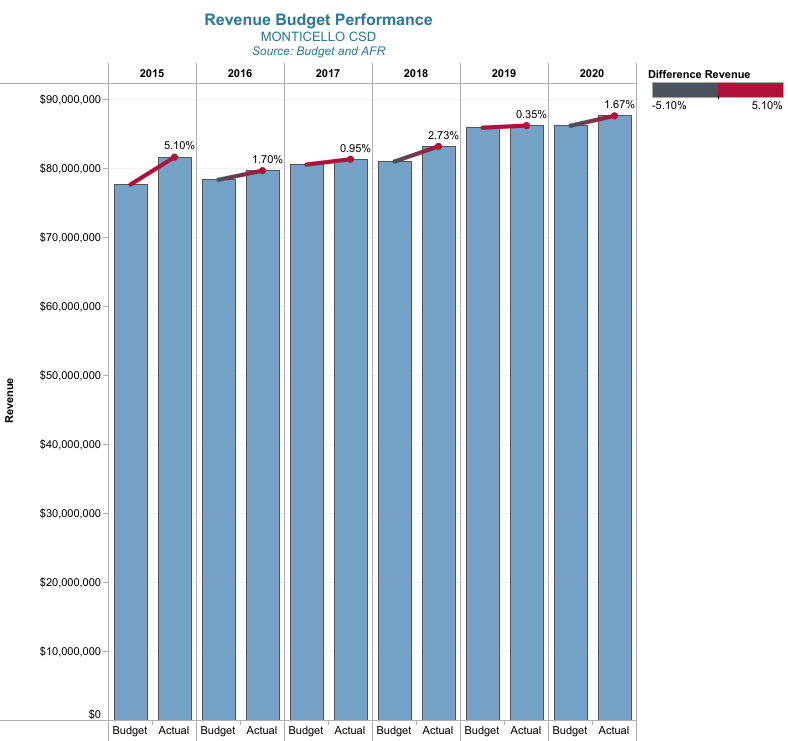 Revenue Budget Performance
MONTICELLO CSD
Source: Budget and AFR
2015 2016 2017 2018 2019 2020
Difference Revenue
-5.10% 5.10%
$90,000,000
$80,000,000
$70,000,000
$60,000,000
$50,000,000
$40,000,000
$30,000,000
$20,000,000
$10,000,000
$0
Revenue
5.10% 1.70% 0.95% 2.73% 0.35% 1.67%
Budget Actual Budget Actual Budget Actual Budget Actual Budget Actual Budget Actual